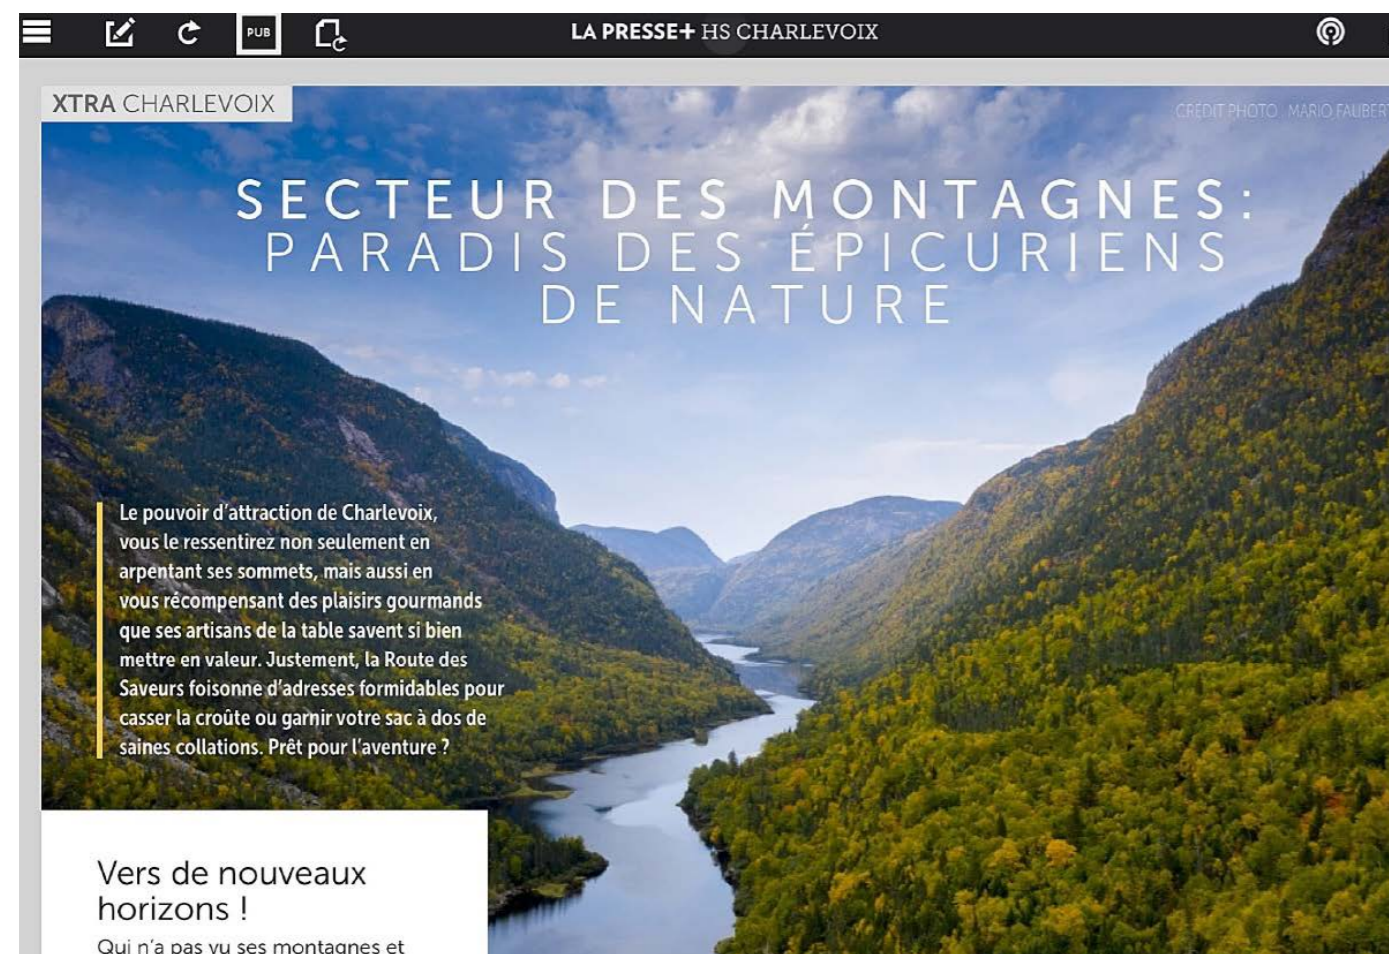 PUB
LA PRESSE+ HS CHARLEVOIX
XTRA CHARLEVOIX
CRÉDIT PHOTO : MARIO FAUBERT
SECTEUR DES MONTAGNES:
PARADIS DES ÉPICURIENS
DE NATURE
Le pouvoir d'attraction de Charlevoix,
vous le ressentirez non seulement en
arpentant ses sommets, mais aussi en
vous récompensant des plaisirs gourmands
que ses artisans de la table savent si bien
mettre en valeur. Justement, la Route des
Saveurs foisonne d'adresses formidables pour
casser la croûte ou garnir votre sac à dos de
saines collations. Prêt pour l'aventure ?
Vers de nouveaux
horizons !
Qui n'a pas vu ses montagnes et